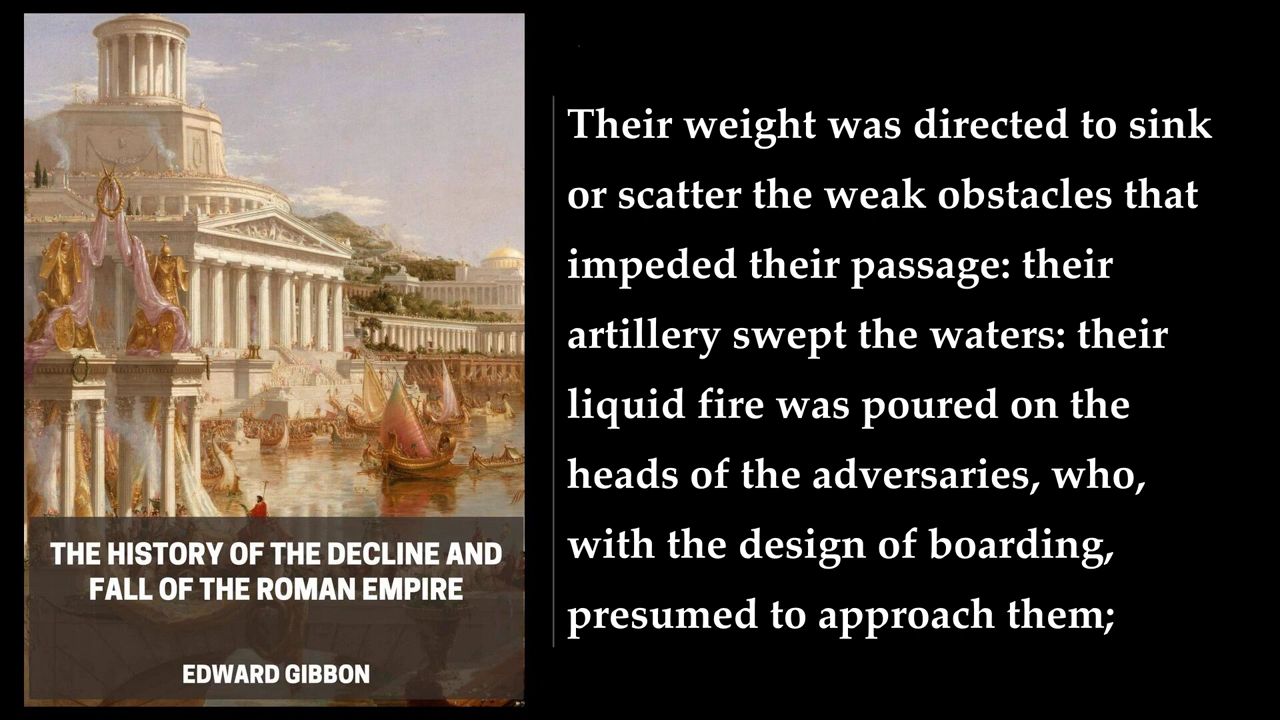 THE HISTORY OF THE DECLINE AND
FALL OF THE ROMAN EMPIRE
EDWARD GIBBON
Their weight was directed to sink
or scatter the weak obstacles that
impeded their passage: their
artillery swept the waters: their
liquid fire was poured on the
heads of the adversaries, who,
with the design of boarding,
presumed to approach them;